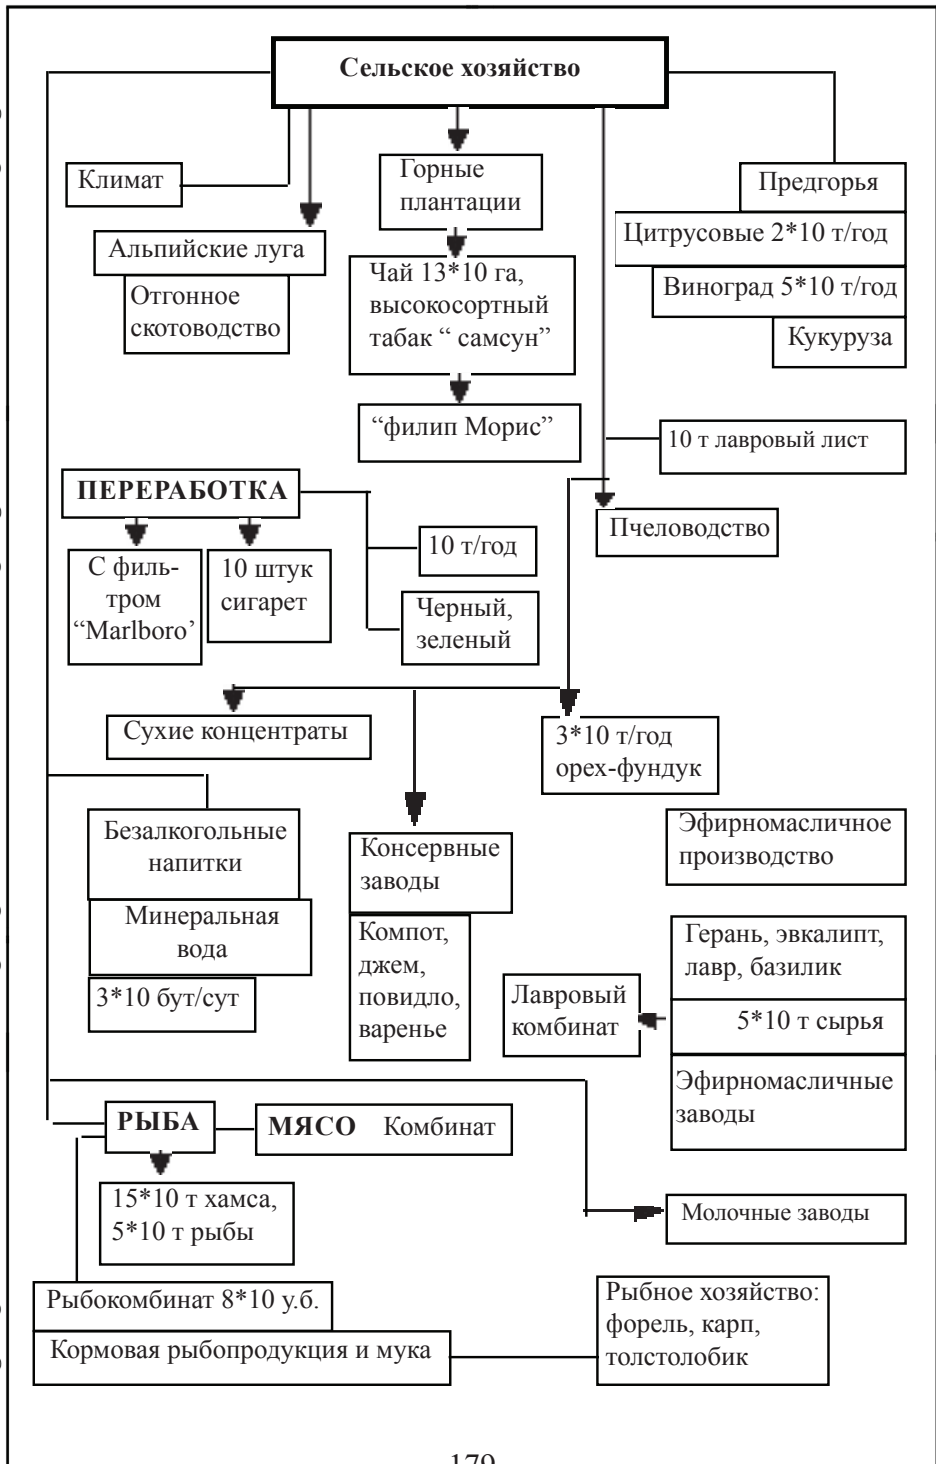 Сельское хозяйство
Климат
Горные
плантации
Предгорья
Альпийские луга
Отгонное
скотоводство
Чай 13*10 га,
высокосортный
табак “ самсун”
Цитрусовые 2*10 т/год
Виноград 5*10 т/год
Кукуруза
“филип Морис”
10 т лавровый лист
ПЕРЕРАБОТКА
Пчеловодство
С филь-
тром
“Marlboro’
10 штук
сигарет
10 т/год
Черный,
зеленый
Сухие концентраты
3*10 т/год
орех-фундук
Безалкогольные
напитки
Минеральная
вода
3*10 бут/сут
Консервные
заводы
Компот,
джем,
повидло,
варенье
Эфирномасличное
производство
Герань, эвкалипт,
лавр, базилик
5*10 т сырья
Эфирномасличные
заводы
Лавровый
комбинат
РЫБА
МЯСО Комбинат
15*10 т хамса,
5*10 т рыбы
Молочные заводы
Рыбокомбинат 8*10 у.б.
Кормовая рыбопродукция и мука
Рыбное хозяйство:
форель, карп,
толстолобик
179